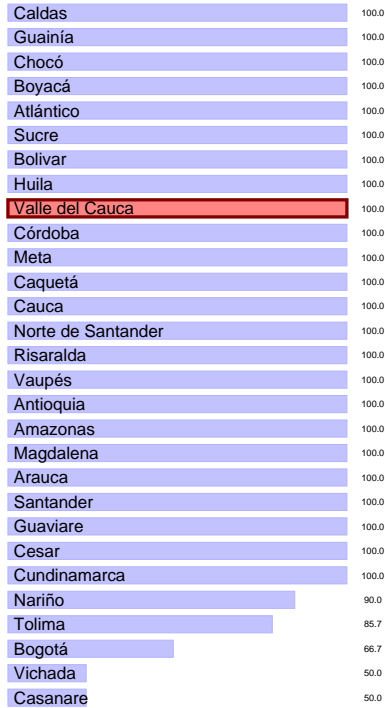 Caldas 100.0
Guainía 100.0
Chocó 100.0
Boyacá 100.0
Atlántico 100.0
Sucre 100.0
Bolivar 100.0
Huila 100.0
Valle del Cauca 100.0
Córdoba 100.0
Meta 100.0
Caquetá 100.0
Cauca 100.0
Norte de Santander 100.0
Risaralda 100.0
Vaupés 100.0
Antioquia 100.0
Amazonas 100.0
Magdalena 100.0
Arauca 100.0
Santander 100.0
Guaviare 100.0
Cesar 100.0
Cundinamarca 100.0
Nariño 90.0
Tolima 85.7
Bogotá 66.7
Vichada 50.0
Casanare 50.0